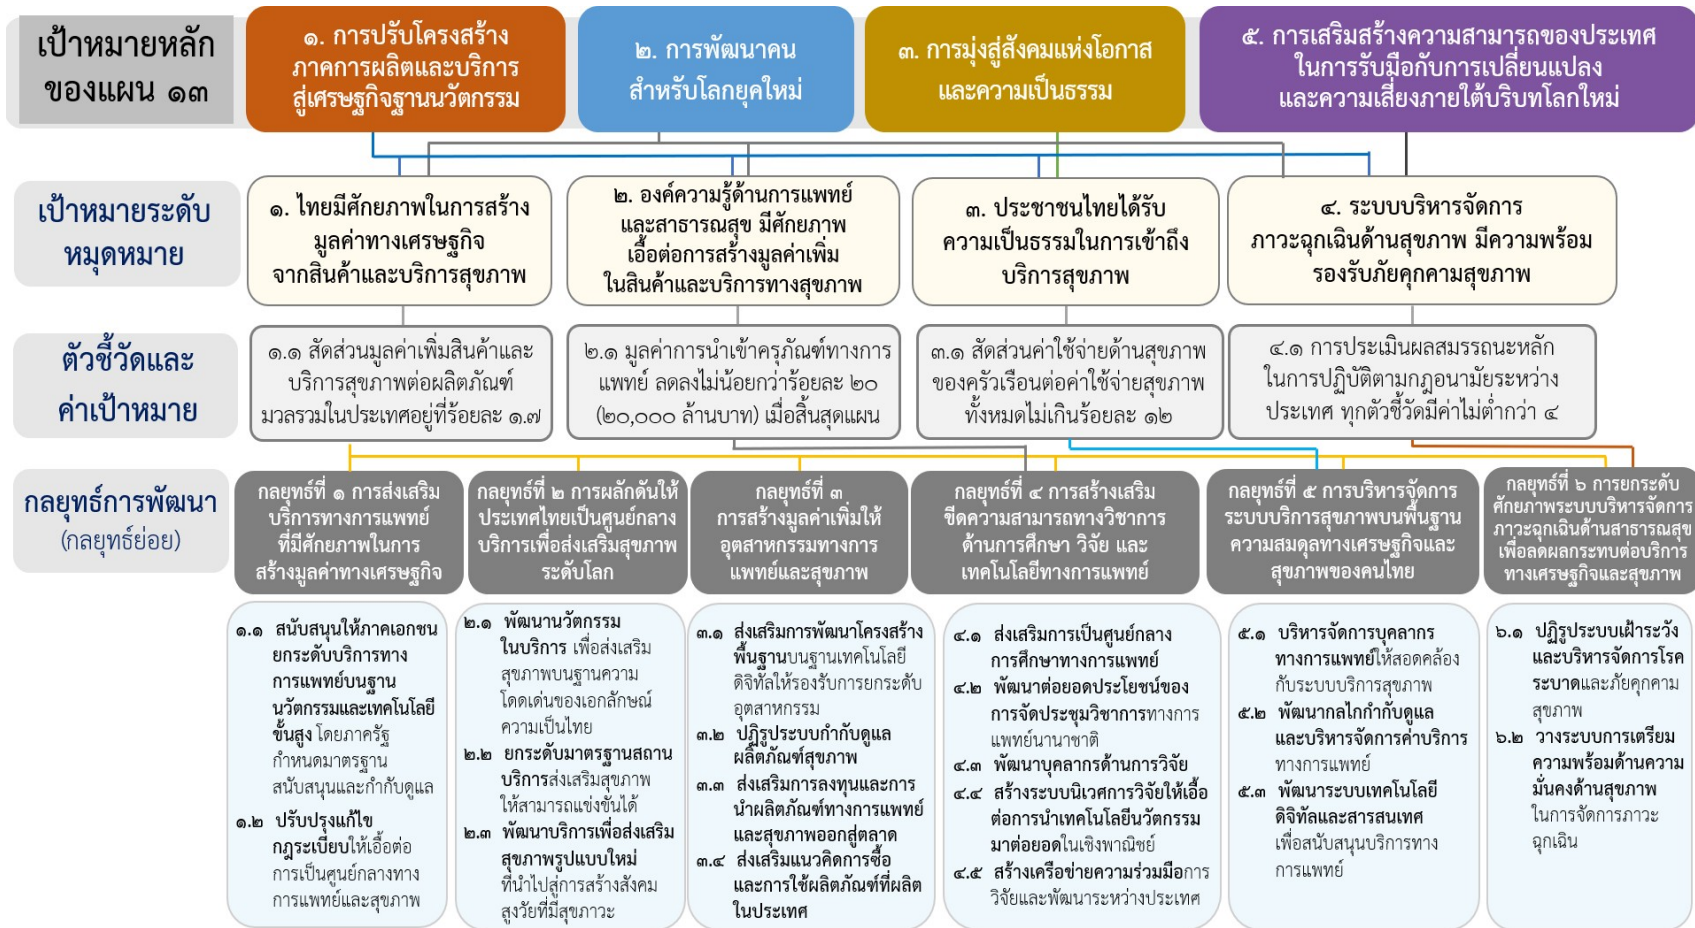 เป้าหมายหลัก
ของแผน ๑๓
๑. การปรับโครงสร้าง
ภาคการผลิตและบริการ
สู่เศรษฐกิจฐานนวัตกรรม
๒. การพัฒนาคน
สำหรับโลกยุคใหม่
๓. การมุ่งสู่สังคมแห่งโอกาส
และความเป็นธรรม
๕. การเสริมสร้างความสามารถของประเทศ
ในการรับมือกับการเปลี่ยนแปลง
และความเสี่ยงภายใต้บริบทโลกใหม่
เป้าหมายระดับ
หมุดหมาย
๑. ไทยมีศักยภาพในการสร้าง
มูลค่าทางเศรษฐกิจ
จากสินค้าและบริการสุขภาพ
๒. องค์ความรู้ด้านการแพทย์
และสาธารณสุข มีศักยภาพ
เอื้อต่อการสร้างมูลค่าเพิ่ม
ในสินค้าและบริการทางสุขภาพ
๓. ประชาชนไทยได้รับ
ความเป็นธรรมในการเข้าถึง
บริการสุขภาพ
๔. ระบบบริหารจัดการ
ภาวะฉุกเฉินด้านสุขภาพ มีความพร้อม
รองรับภัยคุกคามสุขภาพ
ตัวชี้วัดและ
ค่าเป้าหมาย
๑.๑ สัดส่วนมูลค่าเพิ่มสินค้าและ
บริการสุขภาพต่อผลิตภัณฑ์
มวลรวมในประเทศอยู่ที่ร้อยละ ๑.๗
๒.๑ มูลค่าการนำเข้าครุภัณฑ์ทางการ
แพทย์ ลดลงไม่น้อยกว่าร้อยละ ๒๐
(๒๐,๐๐๐ ล้านบาท) เมื่อสิ้นสุดแผน
๓.๑ สัดส่วนค่าใช้จ่ายด้านสุขภาพ
ของครัวเรือนต่อค่าใช้จ่ายสุขภาพ
ทั้งหมดไม่เกินร้อยละ ๑๒
๔.๑ การประเมินผลสมรรถนะหลัก
ในการปฏิบัติตามกฎอนามัยระหว่าง
ประเทศ ทุกตัวชี้วัดมีค่าไม่ต่ำกว่า ๔
กลยุทธ์การพัฒนา
(กลยุทธ์ย่อย)
กลยุทธ์ที่ ๑ การส่งเสริม
บริการทางการแพทย์
ที่มีศักยภาพในการ
สร้างมูลค่าทางเศรษฐกิจ
กลยุทธ์ที่ ๒ การผลักดันให้
ประเทศไทยเป็นศูนย์กลาง
บริการเพื่อส่งเสริมสุขภาพ
ระดับโลก
กลยุทธ์ที่ ๓
การสร้างมูลค่าเพิ่มให้
อุตสาหกรรมทางการ
แพทย์และสุขภาพ
กลยุทธ์ที่ ๔ การสร้างเสริม
ขีดความสามารถทางวิชาการ
ด้านการศึกษา วิจัย และ
เทคโนโลยีทางการแพทย์
กลยุทธ์ที่ ๕ การบริหารจัดการ
ระบบบริการสุขภาพบนพื้นฐาน
ความสมดุลทางเศรษฐกิจและ
สุขภาพของคนไทย
กลยุทธ์ที่ ๖ การยกระดับ
ศักยภาพระบบบริหารจัดการ
ภาวะฉุกเฉินด้านสาธารณสุข
เพื่อลดผลกระทบต่อบริการ
ทางเศรษฐกิจและสุขภาพ
๑.๑ สนับสนุนให้ภาคเอกชน
ยกระดับบริการทาง
การแพทย์บนฐาน
นวัตกรรมและเทคโนโลยี
ขั้นสูง โดยภาครัฐ
กำหนดมาตรฐาน
สนับสนุนและกำกับดูแล
๑.๒ ปรับปรุงแก้ไข
กฎระเบียบให้เอื้อต่อ
การเป็นศูนย์กลางทาง
การแพทย์และสุขภาพ
๒.๑ พัฒนานวัตกรรม
ในบริการ เพื่อส่งเสริม
สุขภาพบนฐานความ
โดดเด่นของเอกลักษณ์
ความเป็นไทย
๒.๒ ยกระดับมาตรฐานสถาน
บริการส่งเสริมสุขภาพ
ให้สามารถแข่งขันได้
๒.๓ พัฒนาบริการเพื่อส่งเสริม
สุขภาพรูปแบบใหม่
ที่นำไปสู่การสร้างสังคม
สูงวัยที่มีสุขภาวะ
๓.๑ ส่งเสริมการพัฒนาโครงสร้าง
พื้นฐานบนฐานเทคโนโลยี
ดิจิทัลให้รองรับการยกระดับ
อุตสาหกรรม
๓.๒ ปฏิรูประบบกำกับดูแล
ผลิตภัณฑ์สุขภาพ
๓.๓ ส่งเสริมการลงทุนและการ
นำผลิตภัณฑ์ทางการแพทย์
และสุขภาพออกสู่ตลาด
๓.๔ ส่งเสริมแนวคิดการซื้อ
และการใช้ผลิตภัณฑ์ที่ผลิต
ในประเทศ
๔.๑ ส่งเสริมการเป็นศูนย์กลาง
การศึกษาทางการแพทย์
๔.๒ พัฒนาต่อยอดประโยชน์ของ
การจัดประชุมวิชาการทางการ
แพทย์นานาชาติ
๔.๓ พัฒนาบุคลากรด้านการวิจัย
๔.๔ สร้างระบบนิเวศการวิจัยให้เอื้อ
ต่อการนำเทคโนโลยีนวัตกรรม
มาต่อยอดในเชิงพาณิชย์
๔.๕ สร้างเครือข่ายความร่วมมือการ
วิจัยและพัฒนาระหว่างประเทศ
๕.๑ บริหารจัดการบุคลากร
ทางการแพทย์ให้สอดคล้อง
กับระบบบริการสุขภาพ
๕.๒ พัฒนากลไกกำกับดูแล
และบริหารจัดการค่าบริการ
ทางการแพทย์
๕.๓ พัฒนาระบบเทคโนโลยี
ดิจิทัลและสารสนเทศ
เพื่อสนับสนุนบริการทาง
การแพทย์
๖.๑ ปฏิรูประบบเฝ้าระวัง
และบริหารจัดการโรค
ระบาดและภัยคุกคาม
สุขภาพ
๖.๒ วางระบบการเตรียม
ความพร้อมด้านความ
มั่นคงด้านสุขภาพ
ในการจัดการภาวะ
ฉุกเฉิน